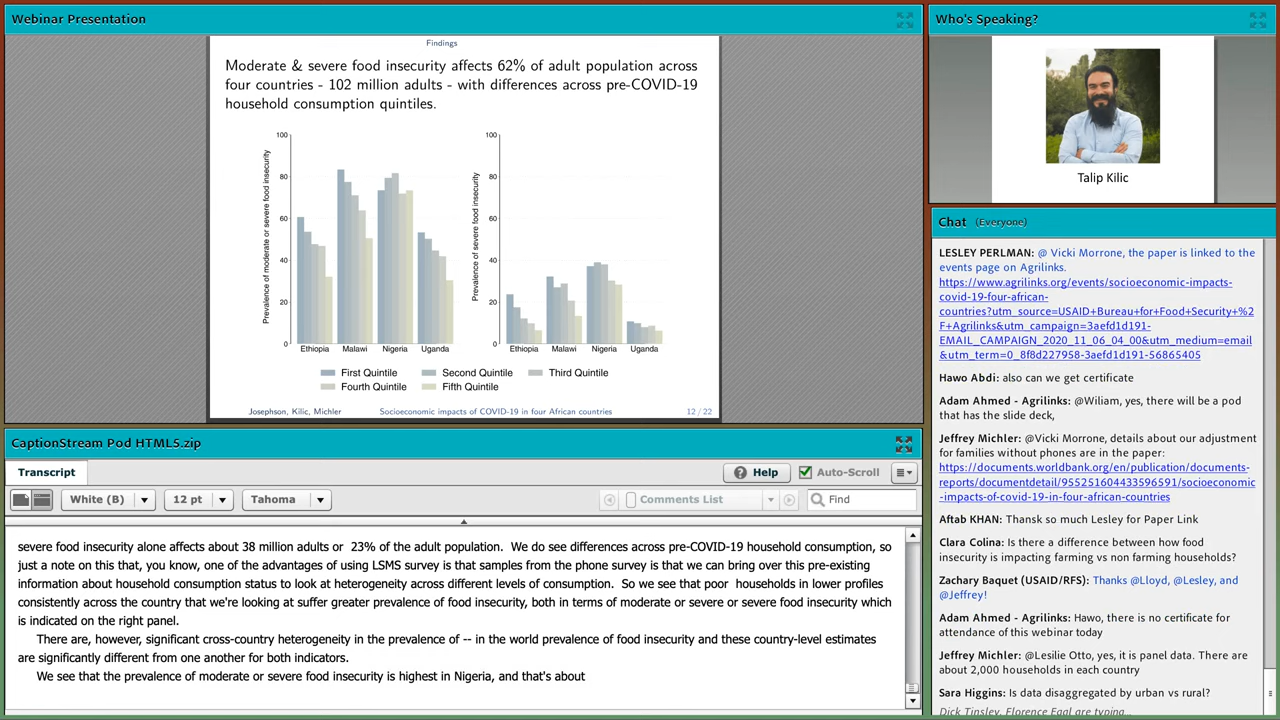 Webinar Presentation
Findings
Moderate & severe food insecurity affects 62% of adult population across
four countries - 102 million adults - with differences across pre-COVID-19
household consumption quintiles.
Prevalence of moderate or severe food insecurity
100
80
60
40
20
0
Ethiopia Malawi Nigeria Uganda
Prevalence of severe food insecurity
100
80
60
40
20
0
Ethiopia Malawi Nigeria Uganda
First Quintile Second Quintile Third Quintile
Fourth Quintile Fifth Quintile
Josephson, Kilic, Michler Socioeconomic impacts of COVID-19 in four African countries 12 / 22
Who's Speaking?
Talip Kilic
CaptionStream Pod HTML5.zip
Transcript
Help
Auto-Scroll
White (B)
12 pt
Tahoma
Comments List
Find
severe food insecurity alone affects about 38 million adults or 23% of the adult population. We do see differences across pre-COVID-19 household consumption, so
just a note on this that, you know, one of the advantages of using LSMS survey is that samples from the phone survey is that we can bring over this pre-existing
information about household consumption status to look at heterogeneity across different levels of consumption. So we see that poor households in lower profiles
consistently across the country that we're looking at suffer greater prevalence of food insecurity, both in terms of moderate or severe or severe food insecurity which
is indicated on the right panel.
There are, however, significant cross-country heterogeneity in the prevalence of -- in the world prevalence of food insecurity and these country-level estimates
are significantly different from one another for both indicators.
We see that the prevalence of moderate or severe food insecurity is highest in Nigeria, and that's about
Chat (Everyone)
LESLEY PERLMAN: @ Vicki Morrone, the paper is linked to the
events page on Agrilinks.
https://www.agrilinks.org/events/socioeconomic-impacts-
covid-19-four-african-
countries?utm_source=USAID+Bureau+for+Food+Security+%2
F+Agrilinks&utm_campaign=3aefd1d191-
EMAIL_CAMPAIGN_2020_11_06_04_00&utm_medium=email
&utm_term=0_8f8d227958-3aefd1d191-56865405
Hawo Abdi: also can we get certificate
Adam Ahmed - Agrilinks: @Wiliam, yes, there will be a pod
that has the slide deck,
Jeffrey Michler: @Vicki Morrone, details about our adjustment
for families without phones are in the paper:
https://documents.worldbank.org/en/publication/documents-
reports/documentdetail/955251604433596591/socioeconomic
-impacts-of-covid-19-in-four-african-countries
Aftab KHAN: Thansk so much Lesley for Paper Link
Clara Colina: Is there a difference between how food
insecurity is impacting farming vs non farming households?
Zachary Baquet (USAID/RFS): Thanks @Lloyd, @Lesley, and
@Jeffrey!
Adam Ahmed - Agrilinks: Hawo, there is no certificate for
attendance of this webinar today
Jeffrey Michler: @Lesilie Otto, yes, it is panel data. There are
about 2,000 households in each country
Sara Higgins: Is data disaggregated by urban vs rural?
Dick Tinsley, Florence Egal are typing...